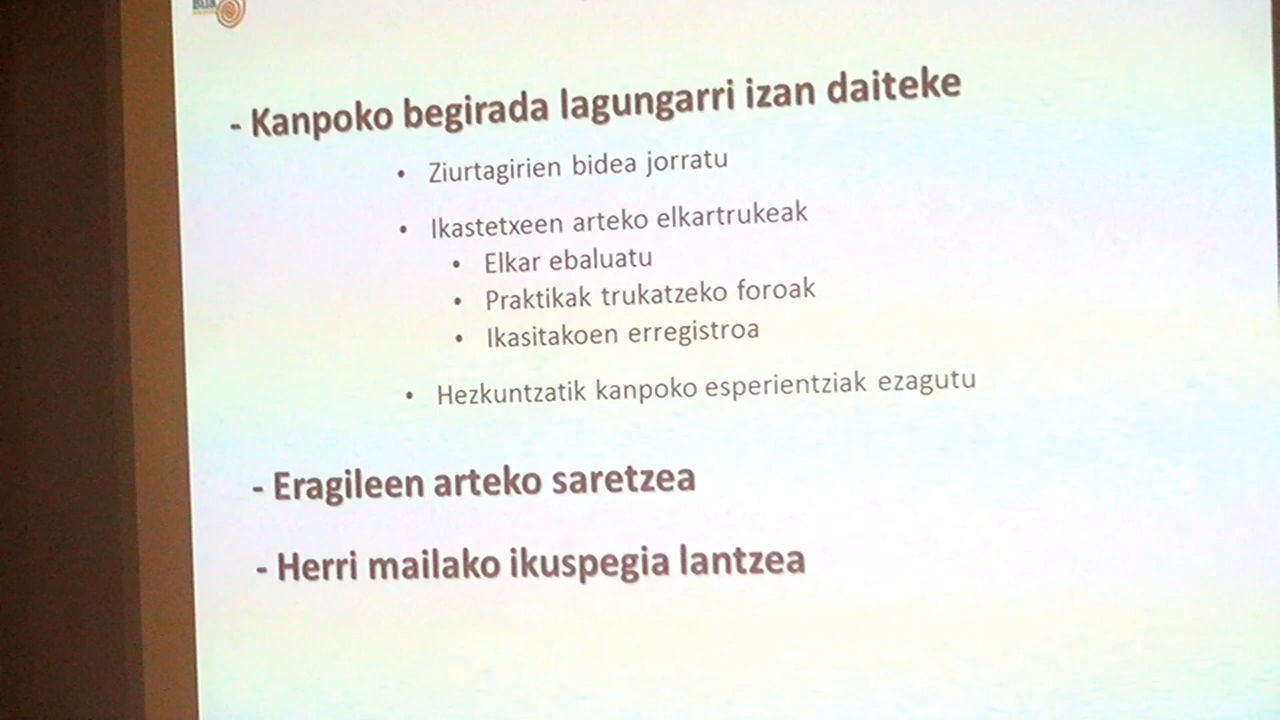 - Kanpoko begirada lagungarri izan daiteke
• Ziurtagirien bidea jorratu
• Ikastetxeen arteko elkartrukeak
• Elkar ebaluatu
• Praktikak trukatzeko foroak
• Ikasitakoen erregistroa
• Hezkuntzatik kanpoko esperientziak ezagutu
- Eragileen arteko saretzea
- Herri mailako ikuspegia lantzea